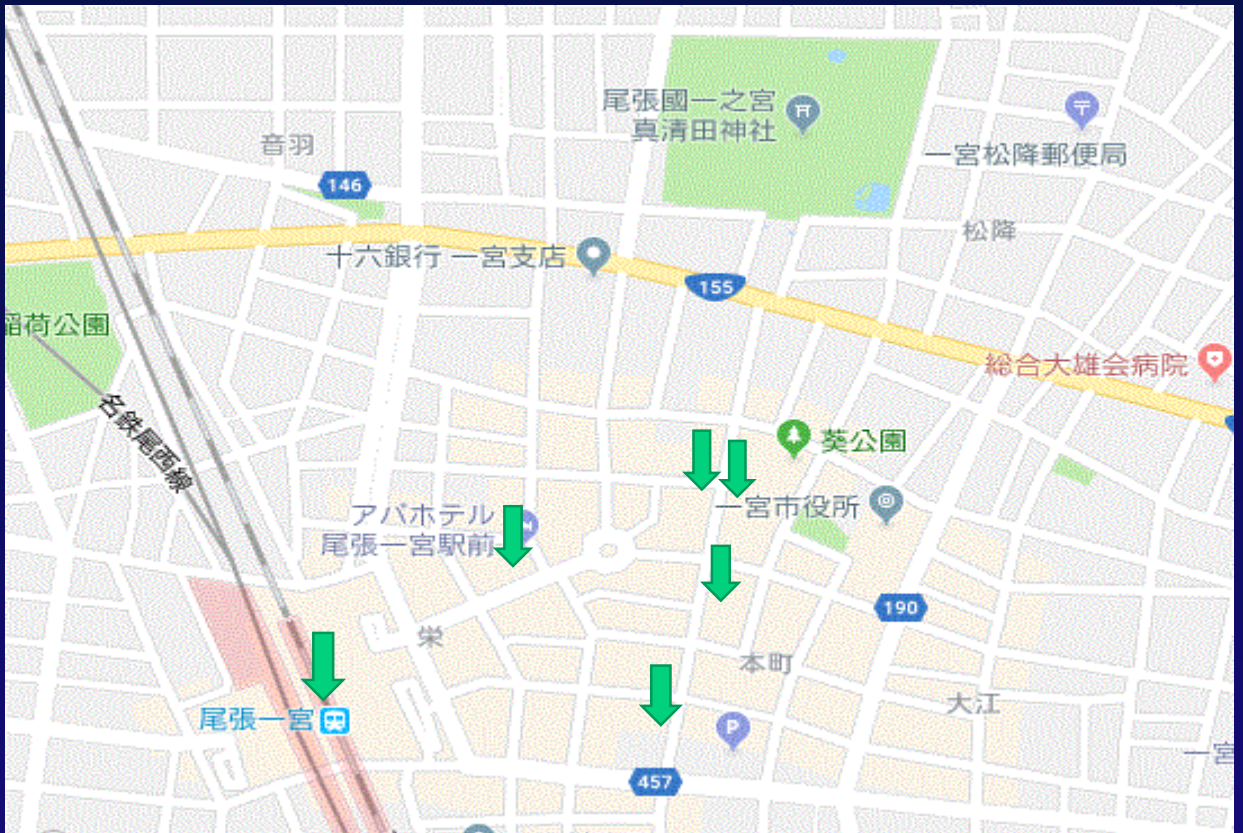 尾張國一之宮
真清田神社
一宮松降郵便局
音羽
146
松降
十六銀行 一宮支店
155
稲荷公園
総合大雄会病院
名鉄尾西線
葵公園
アパホテル
尾張一宮駅前
一宮市役所
190
栄
本町
大江
尾張一宮
P
一宮
457